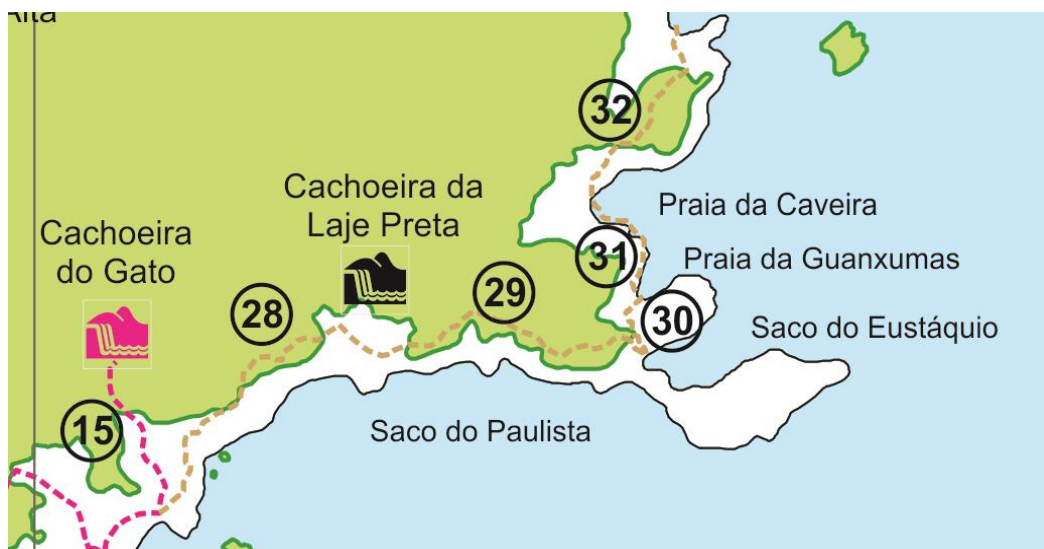 Alta
32
Cachoeira da
Laje Preta
Praia da Caveira
Cachoeira
do Gato
31
Praia da Guanxumas
28
29
30
Saco do Eustáquio
15
Saco do Paulista